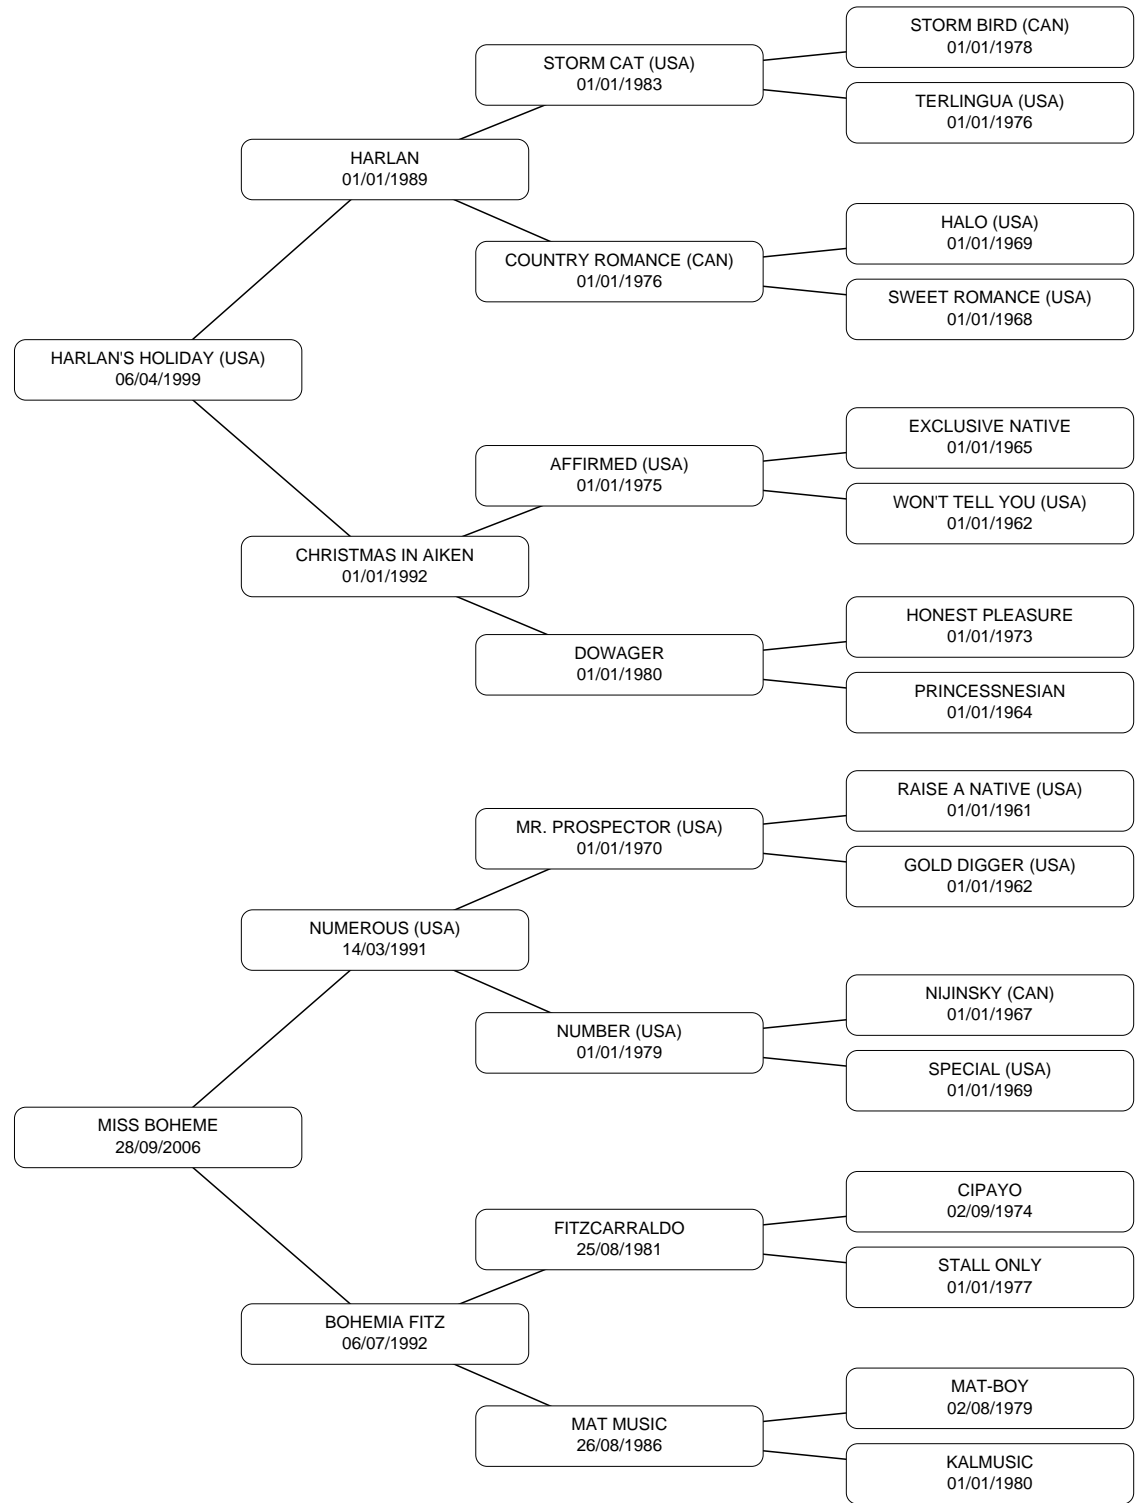 STORM BIRD (CAN)
01/01/1978
STORM CAT (USA)
01/01/1983
TERLINGUA (USA)
01/01/1976
HARLAN
01/01/1989
HALO (USA)
01/01/1969
COUNTRY ROMANCE (CAN)
01/01/1976
SWEET ROMANCE (USA)
01/01/1968
HARLAN'S HOLIDAY (USA)
06/04/1999
EXCLUSIVE NATIVE
01/01/1965
AFFIRMED (USA)
01/01/1975
WON'T TELL YOU (USA)
01/01/1962
CHRISTMAS IN AIKEN
01/01/1992
HONEST PLEASURE
01/01/1973
DOWAGER
01/01/1980
PRINCESSNESIAN
01/01/1964
RAISE A NATIVE (USA)
01/01/1961
MR. PROSPECTOR (USA)
01/01/1970
GOLD DIGGER (USA)
01/01/1962
NUMEROUS (USA)
14/03/1991
NIJINSKY (CAN)
01/01/1967
NUMBER (USA)
01/01/1979
SPECIAL (USA)
01/01/1969
MISS BOHEME
28/09/2006
CIPAYO
02/09/1974
FITZCARRALDO
25/08/1981
STALL ONLY
01/01/1977
BOHEMIA FITZ
06/07/1992
MAT-BOY
02/08/1979
MAT MUSIC
26/08/1986
KALMUSIC
01/01/1980